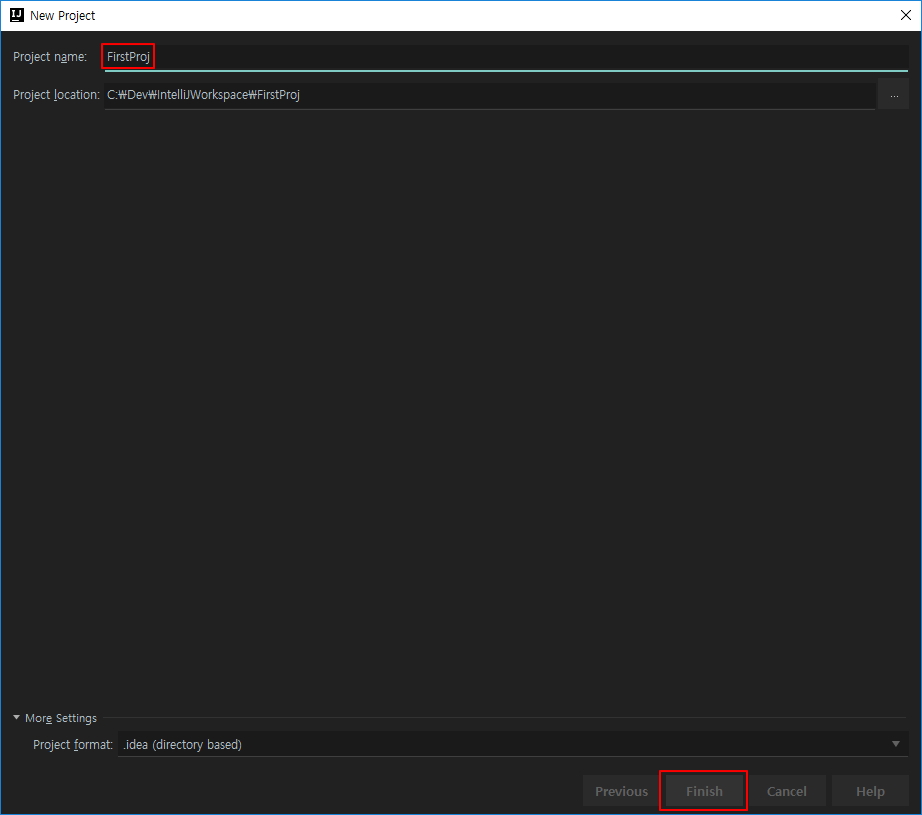 New Project
Project name: FirstProj
Project location: C:₩Dev₩IntelliJWorkspace₩FirstProj ...
More Settings
Project format: .idea (directory based)
Previous Finish Cancel Help